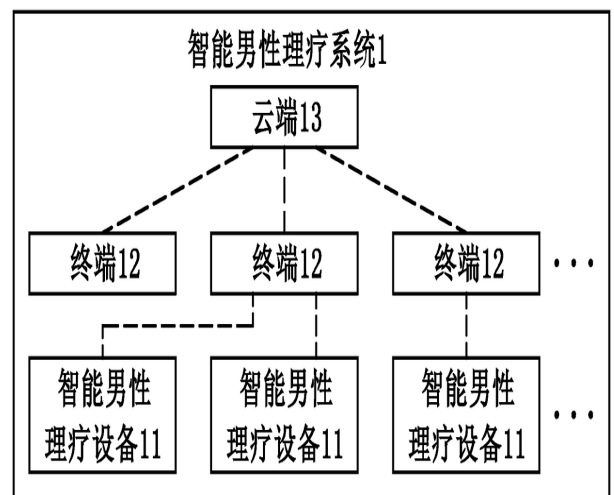 智能男性理疗系统1
云端13
终端12
终端12
终端12
...
智能男性
理疗设备11
智能男性
理疗设备11
智能男性
理疗设备11
...